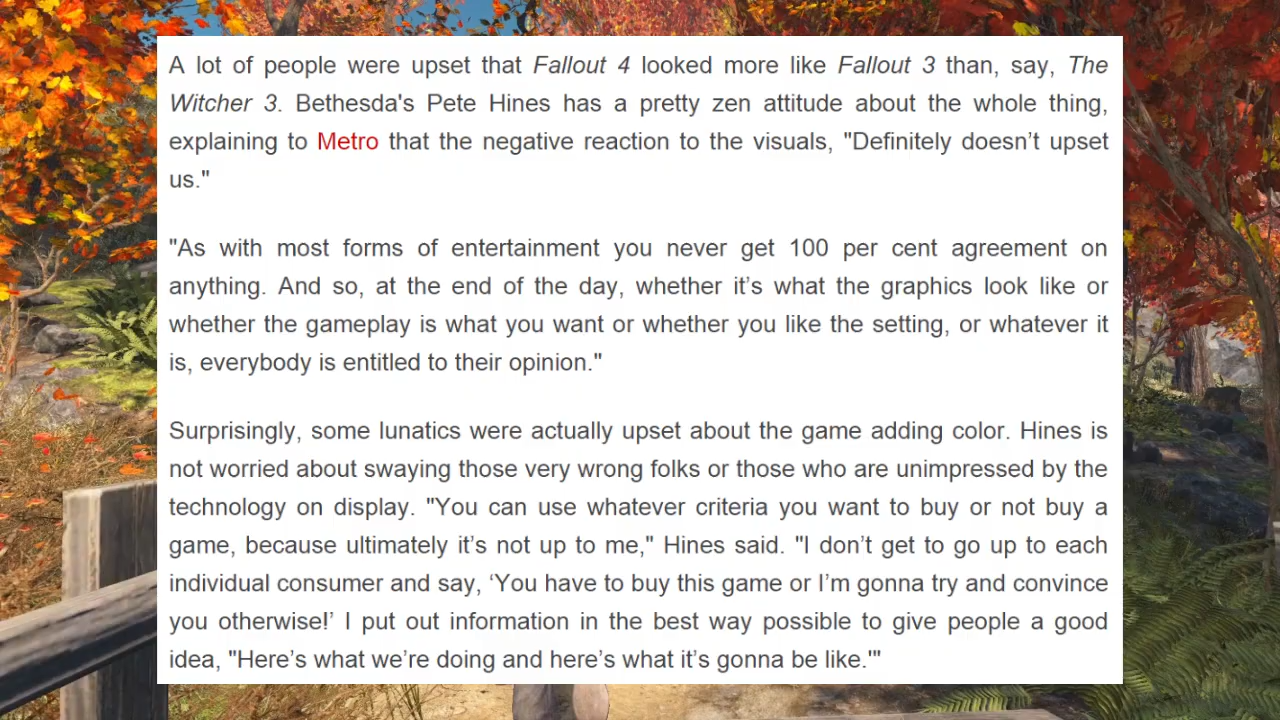 A lot of people were upset that Fallout 4 looked more like Fallout 3 than, say, The
Witcher 3. Bethesda's Pete Hines has a pretty zen attitude about the whole thing,
explaining to Metro that the negative reaction to the visuals, "Definitely doesn’t upset
us."
"As with most forms of entertainment you never get 100 per cent agreement on
anything. And so, at the end of the day, whether it’s what the graphics look like or
whether the gameplay is what you want or whether you like the setting, or whatever it
is, everybody is entitled to their opinion."
Surprisingly, some lunatics were actually upset about the game adding color. Hines is
not worried about swaying those very wrong folks or those who are unimpressed by the
technology on display. "You can use whatever criteria you want to buy or not buy a
game, because ultimately it’s not up to me," Hines said. "I don’t get to go up to each
individual consumer and say, ‘You have to buy this game or I’m gonna try and convince
you otherwise!’ I put out information in the best way possible to give people a good
idea, "Here’s what we’re doing and here’s what it’s gonna be like.'"